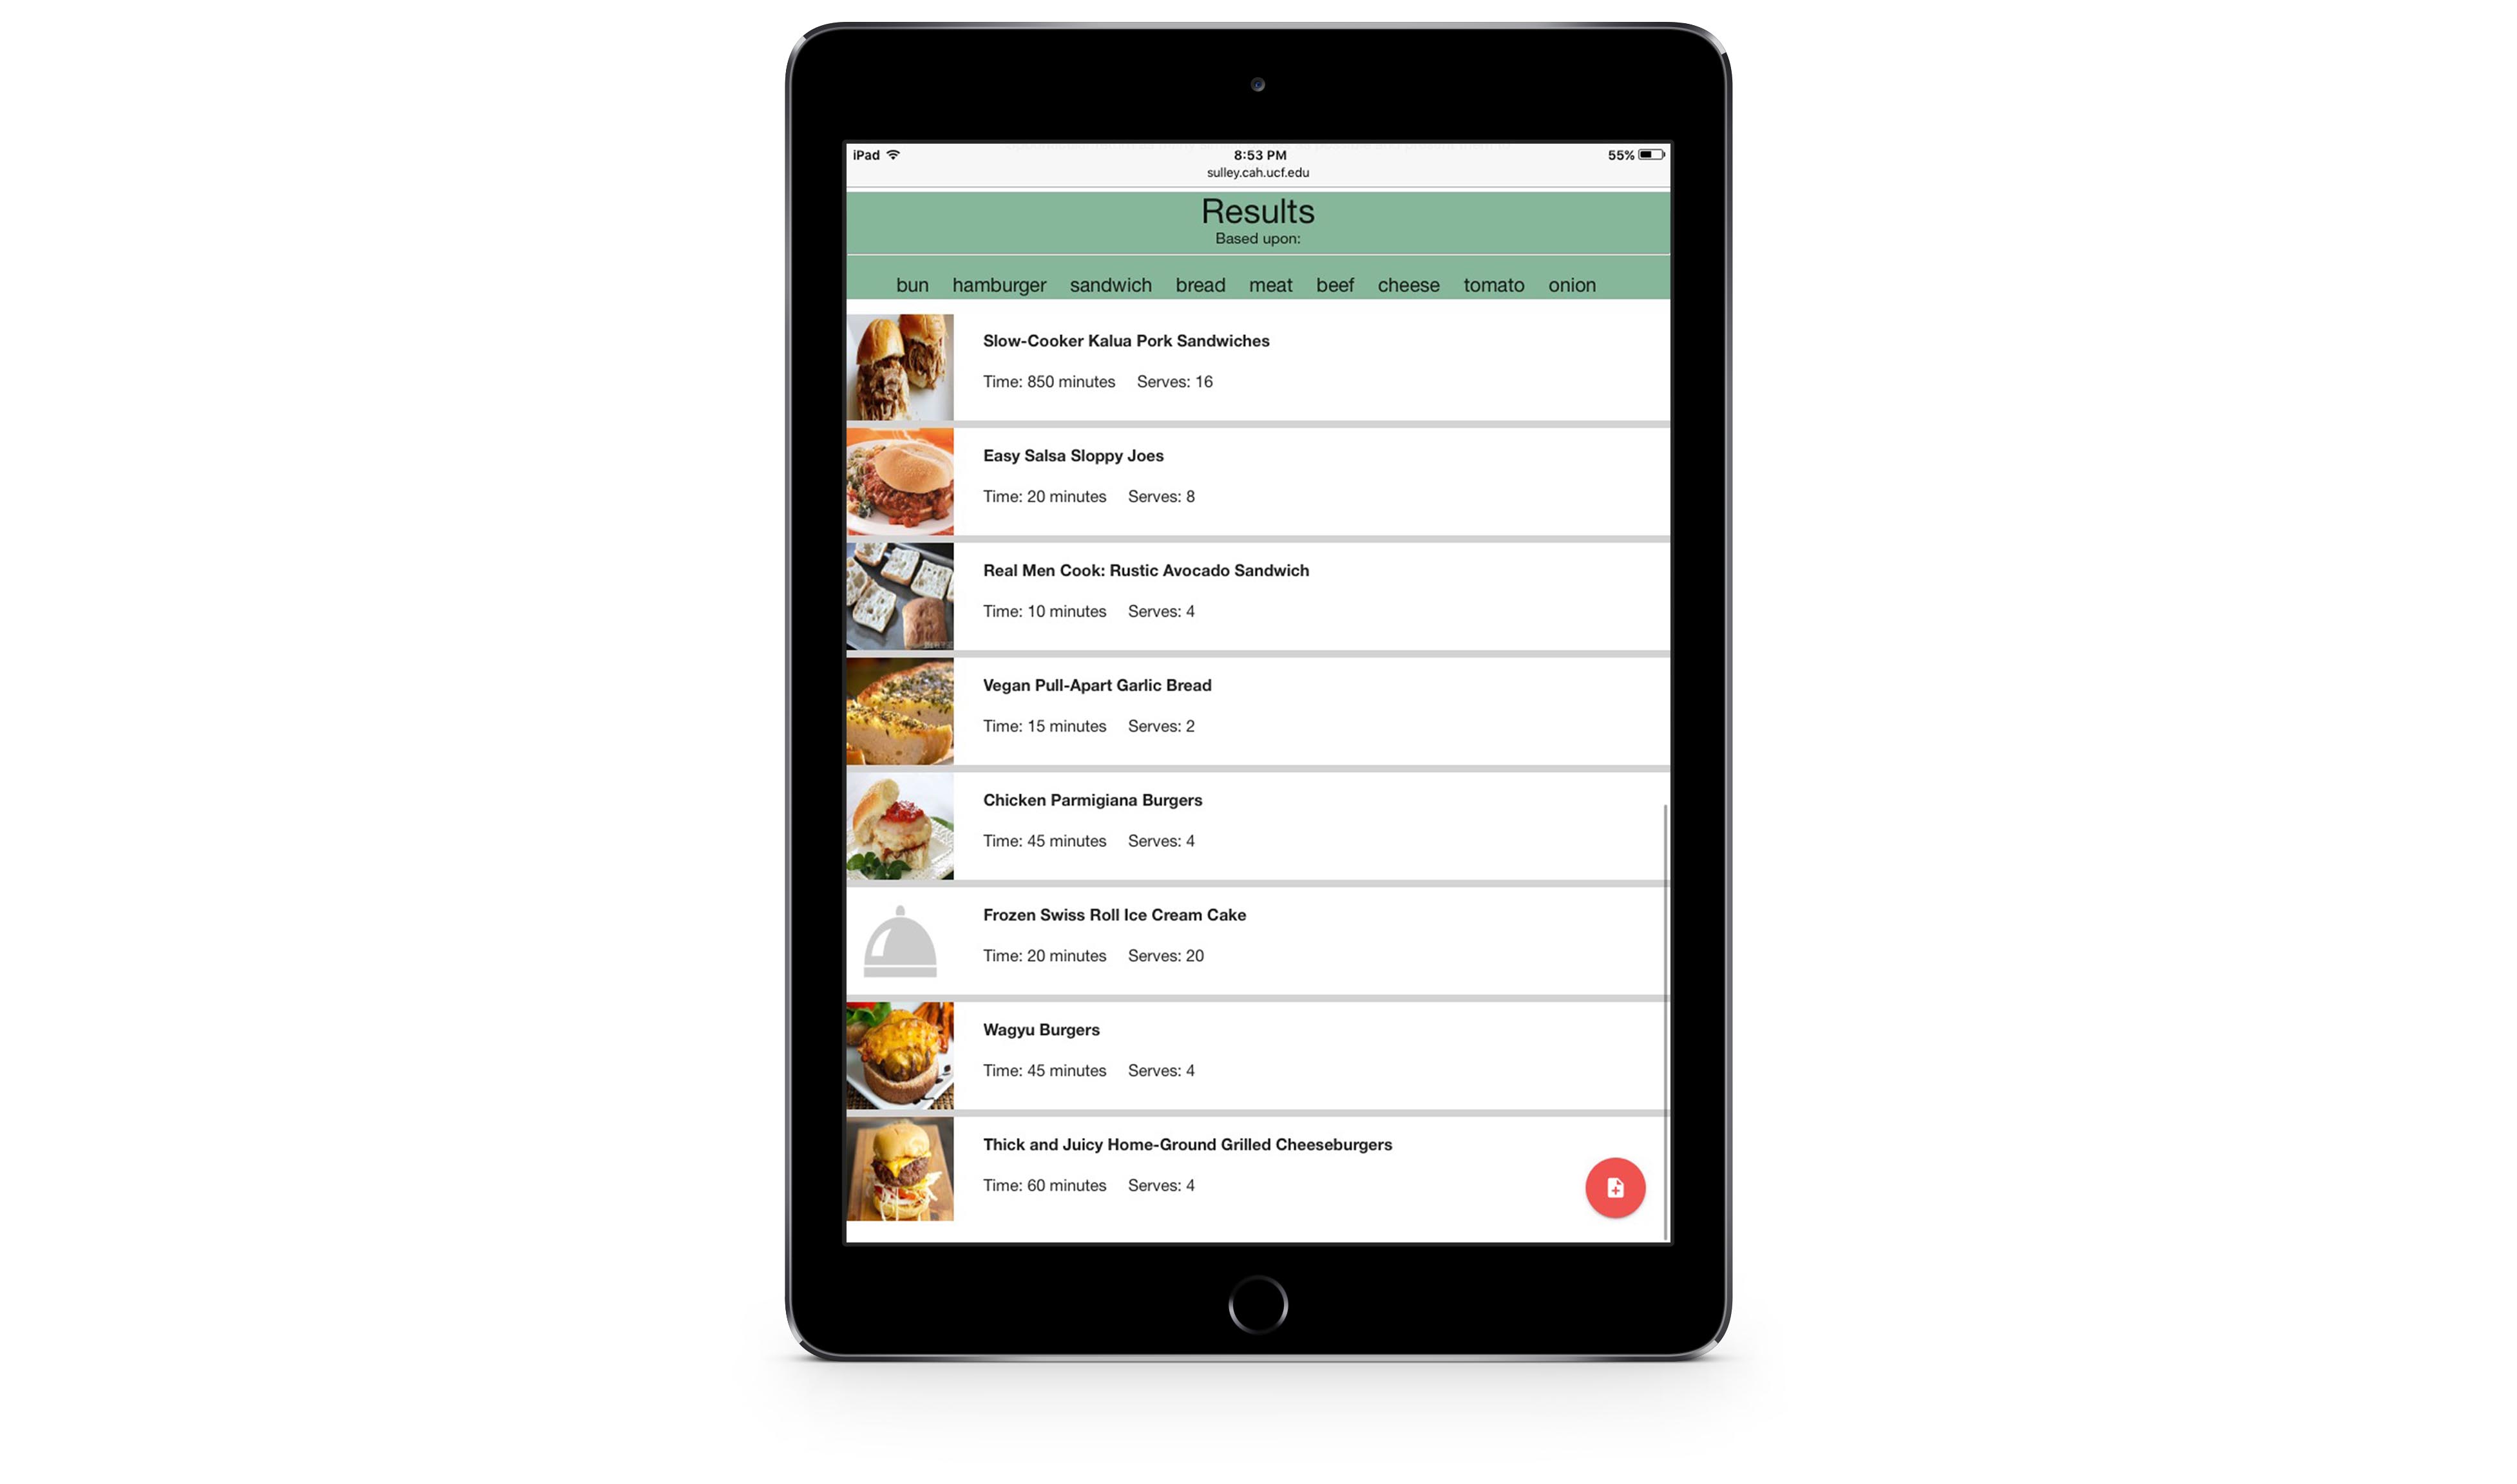 iPad 8:53 PM 55%
sulley.cah.ucf.edu
Results
Based upon:
bun hamburger sandwich bread meat beef cheese tomato onion
Slow-Cooker Kalua Pork Sandwiches
Time: 850 minutes Serves: 16
Easy Salsa Sloppy Joes
Time: 20 minutes Serves: 8
Real Men Cook: Rustic Avocado Sandwich
Time: 10 minutes Serves: 4
Vegan Pull-Apart Garlic Bread
Time: 15 minutes Serves: 2
Chicken Parmigiana Burgers
Time: 45 minutes Serves: 4
Frozen Swiss Roll Ice Cream Cake
Time: 20 minutes Serves: 20
Wagyu Burgers
Time: 45 minutes Serves: 4
Thick and Juicy Home-Ground Grilled Cheeseburgers
Time: 60 minutes Serves: 4